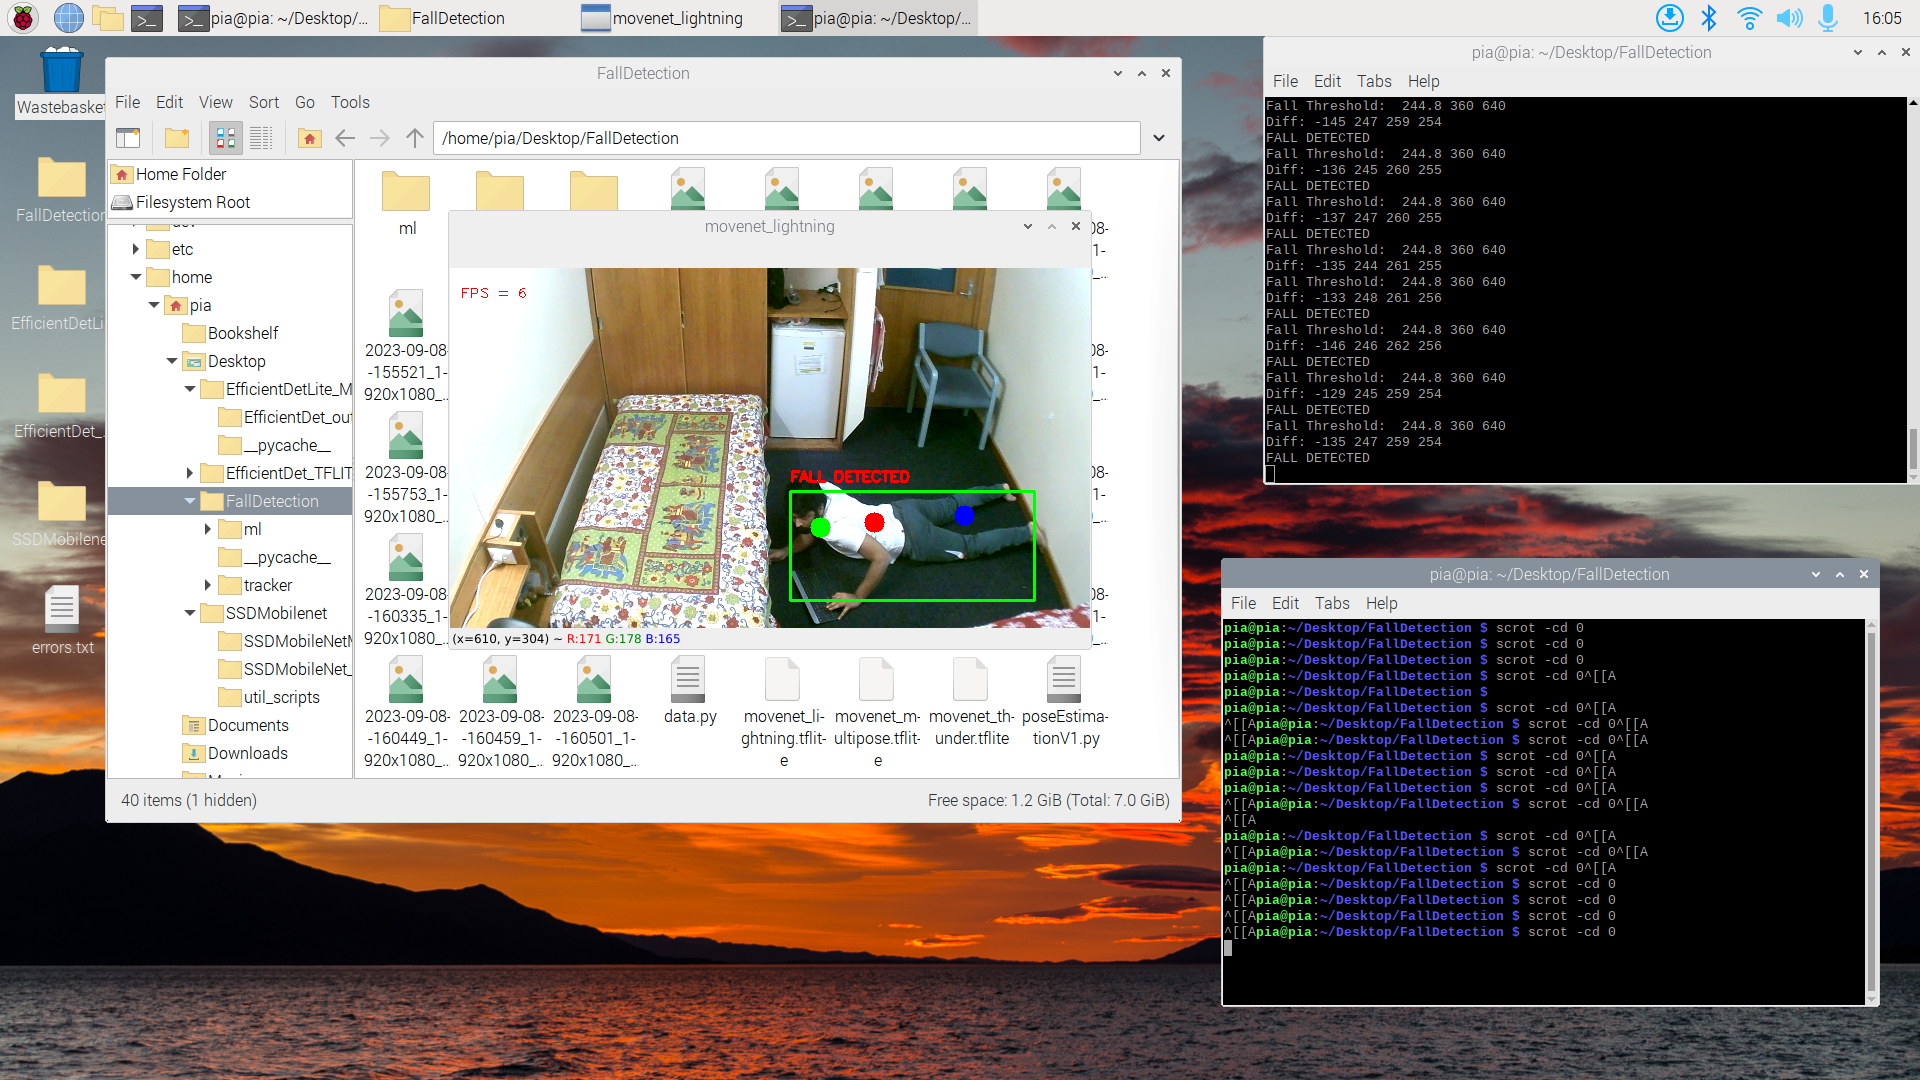 pia@pia: ~/Desktop/...
FallDetection
movenet_lightning
pia@pia: ~/Desktop/...
16:05
Wastebasket
FallDetection
EfficientDetLi
EfficientDet_..
SSDMobilene
errors.txt
FallDetection
File Edit View Sort Go Tools
/home/pia/Desktop/FallDetection
Home Folder
Filesystem Root
etc
home
pia
Bookshelf
Desktop
EfficientDetLite_M
EfficientDet_out
__pycache__
EfficientDet_TFLIT
FallDetection
ml
__pycache__
tracker
SSDMobilenet
SSDMobileNetM
SSDMobileNet_
util_scripts
Documents
Downloads
ml
2023-09-08-
-155521_1-
920x1080_...
2023-09-08-
-155753_1-
920x1080_...
2023-09-08-
-160335_1-
920x1080_...
2023-09-08-
-160449_1-
920x1080_...
2023-09-08-
-160459_1-
920x1080_...
2023-09-08-
-160501_1-
920x1080_...
data.py
movenet_li-
ghtning.tflit-
e
movenet_m-
ultipose.tflit-
e
movenet_th-
under.tflite
poseEstima-
tionV1.py
40 items (1 hidden)
Free space: 1.2 GiB (Total: 7.0 GiB)
movenet_lightning
FPS = 6
FALL DETECTED
(x=610, y=304) ~ R:171 G:178 B:165
pia@pia: ~/Desktop/FallDetection
File Edit Tabs Help
Fall Threshold:  244.8 360 640
Diff: -145 247 259 254
FALL DETECTED
Fall Threshold:  244.8 360 640
Diff: -136 245 260 255
FALL DETECTED
Fall Threshold:  244.8 360 640
Diff: -137 247 260 255
FALL DETECTED
Fall Threshold:  244.8 360 640
Diff: -135 244 261 255
Fall Threshold:  244.8 360 640
Diff: -133 248 261 256
FALL DETECTED
Fall Threshold:  244.8 360 640
Diff: -146 246 262 256
FALL DETECTED
Fall Threshold:  244.8 360 640
Diff: -129 245 259 254
FALL DETECTED
Fall Threshold:  244.8 360 640
Diff: -135 247 259 254
FALL DETECTED
pia@pia: ~/Desktop/FallDetection
File Edit Tabs Help
pia@pia:~/Desktop/FallDetection $ scrot -cd 0
pia@pia:~/Desktop/FallDetection $ scrot -cd 0
pia@pia:~/Desktop/FallDetection $ scrot -cd 0
pia@pia:~/Desktop/FallDetection $ scrot -cd 0^[[A
pia@pia:~/Desktop/FallDetection $
pia@pia:~/Desktop/FallDetection $ scrot -cd 0^[[A
^[[Apia@pia:~/Desktop/FallDetection $ scrot -cd 0^[[A
^[[Apia@pia:~/Desktop/FallDetection $ scrot -cd 0^[[A
pia@pia:~/Desktop/FallDetection $ scrot -cd 0^[[A
pia@pia:~/Desktop/FallDetection $ scrot -cd 0^[[A
pia@pia:~/Desktop/FallDetection $ scrot -cd 0^[[A
^[[Apia@pia:~/Desktop/FallDetection $ scrot -cd 0^[[A
^[[A
pia@pia:~/Desktop/FallDetection $ scrot -cd 0^[[A
^[[Apia@pia:~/Desktop/FallDetection $ scrot -cd 0^[[A
pia@pia:~/Desktop/FallDetection $ scrot -cd 0^[[A
^[[Apia@pia:~/Desktop/FallDetection $ scrot -cd 0
^[[Apia@pia:~/Desktop/FallDetection $ scrot -cd 0
^[[Apia@pia:~/Desktop/FallDetection $ scrot -cd 0
^[[Apia@pia:~/Desktop/FallDetection $ scrot -cd 0